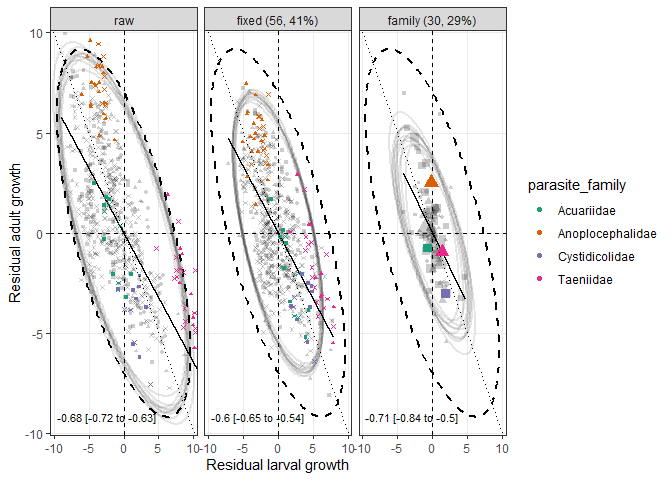 raw
fixed (56, 41%)
family (30, 29%)
10
5
0
-5
-10
Residual adult growth
-0.68 [-0.72 to -0.63]
-0.6 [-0.65 to -0.54]
-0.71 [-0.84 to -0.5]
-10 -5 0 5 10
-10 -5 0 5 10
-10 -5 0 5 10
Residual larval growth
parasite_family
Acuariidae
Anoplocephalidae
Cystidicolidae
Taeniidae